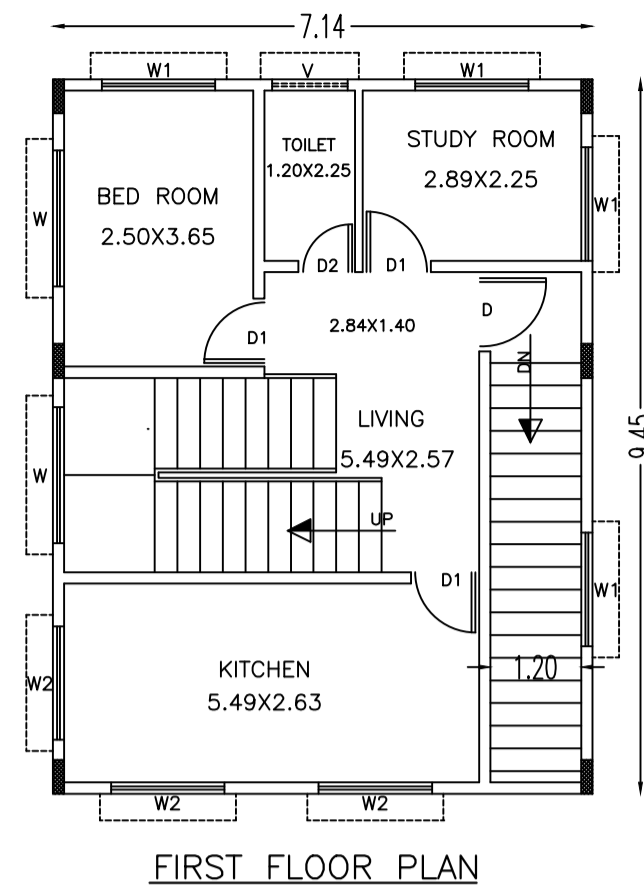 7.14
W1
V
W1
TOILET
1.20X2.25
STUDY ROOM
2.89X2.25
BED ROOM
2.50X3.65
W
W1
D2
D1
D1
2.84X1.40
D
DN
LIVING
5.49X2.57
9.45
W
UP
D1
W1
W2
KITCHEN
5.49X2.63
1.20
W2
W2
FIRST FLOOR PLAN